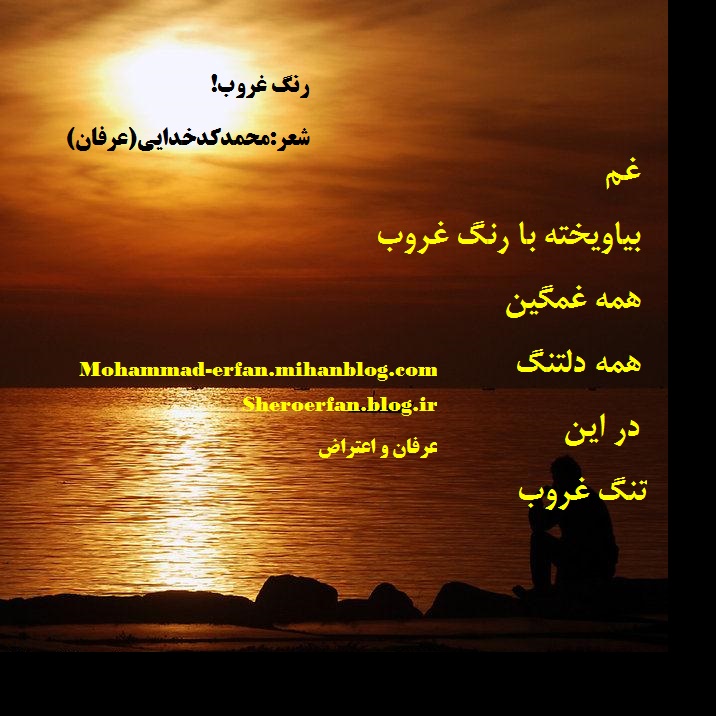 رنگ غروب!
شعر:محمدکدخدایی(عرفان)
غم
بیاویخته با رنگ غروب
همه غمگین
همه دلتنگ
در این
تنگ غروب
Mohammad-erfan.mihanblog.com
Sheroerfan.blog.ir
عرفان و اعتراض